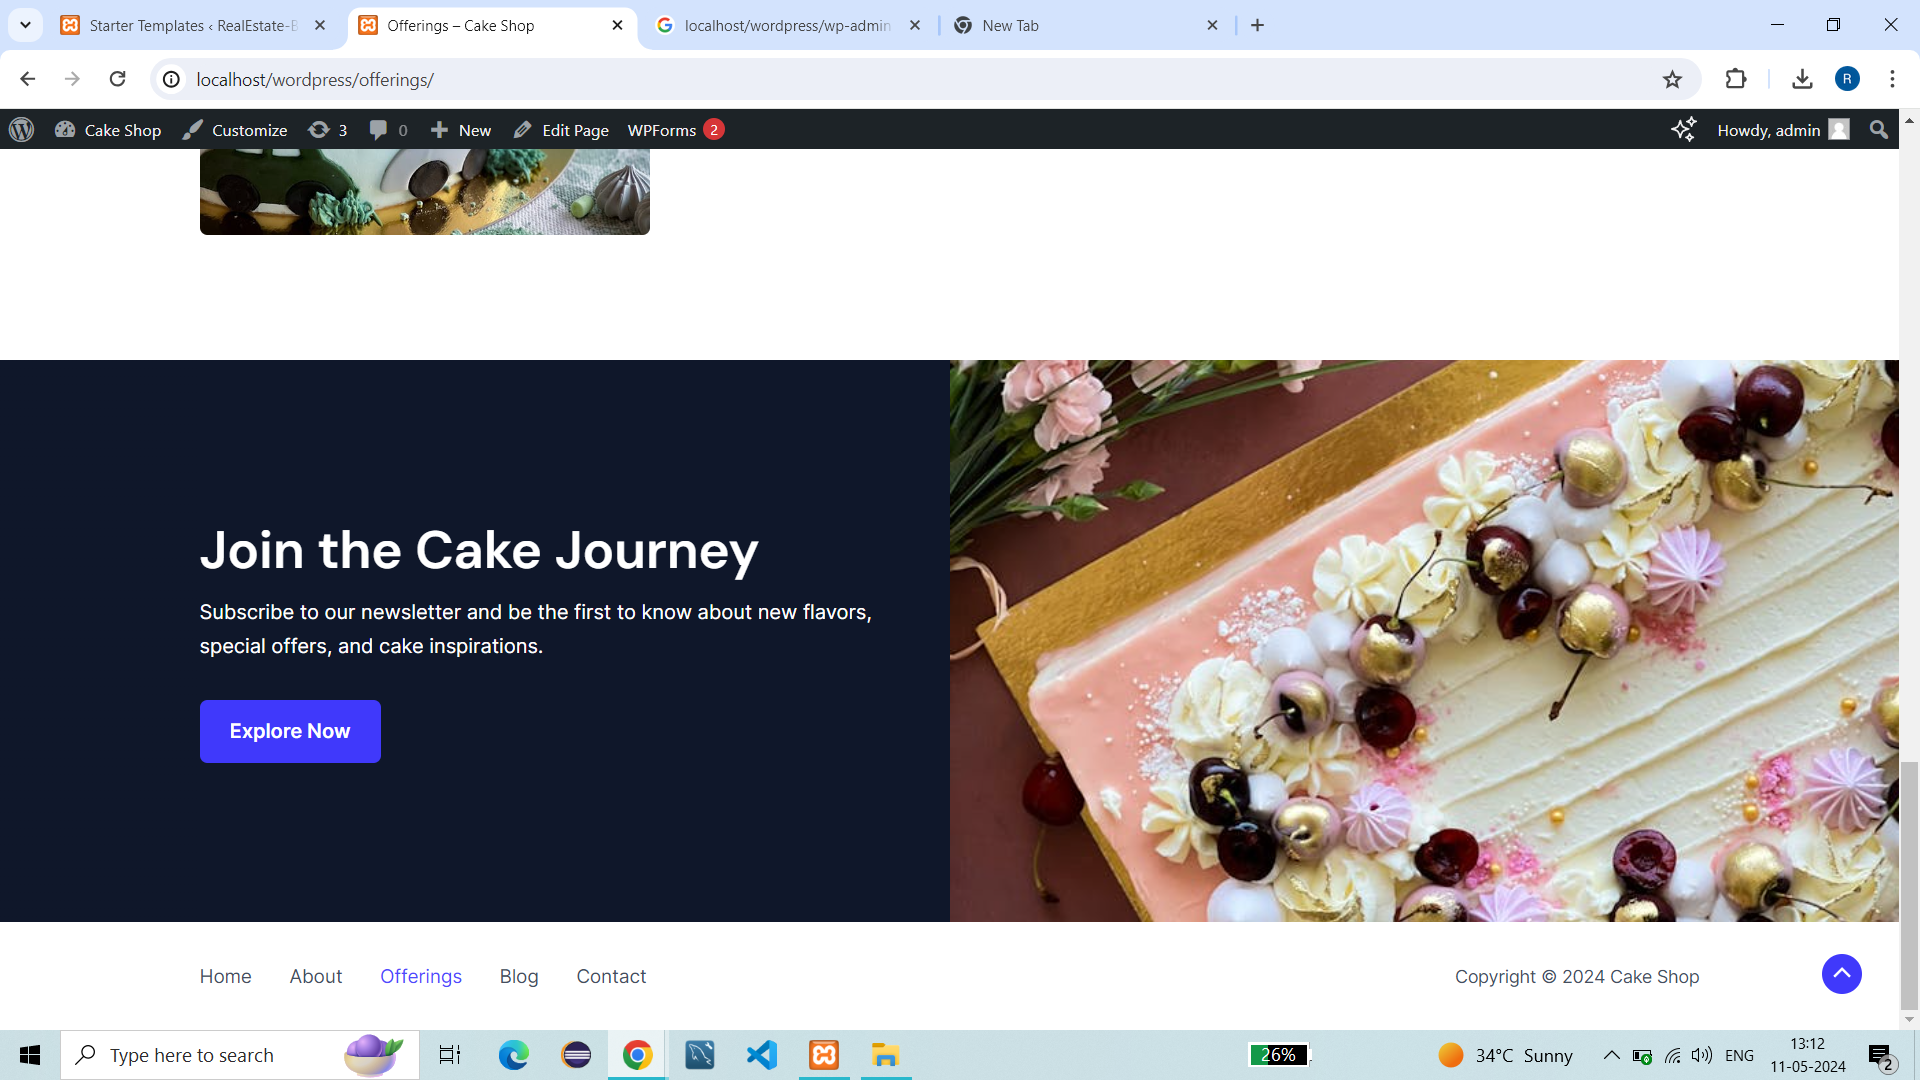 Starter Templates ‹ RealEstate-B
Offerings – Cake Shop
localhost/wordpress/wp-admin
New Tab
localhost/wordpress/offerings/
R
Cake Shop
Customize
3
0
New
Edit Page
WPForms 2
Howdy, admin
Join the Cake Journey
Subscribe to our newsletter and be the first to know about new flavors,
special offers, and cake inspirations.
Explore Now
Home
About
Offerings
Blog
Contact
Copyright © 2024 Cake Shop
Type here to search
26%
34°C Sunny
ENG
13:12
11-05-2024
2